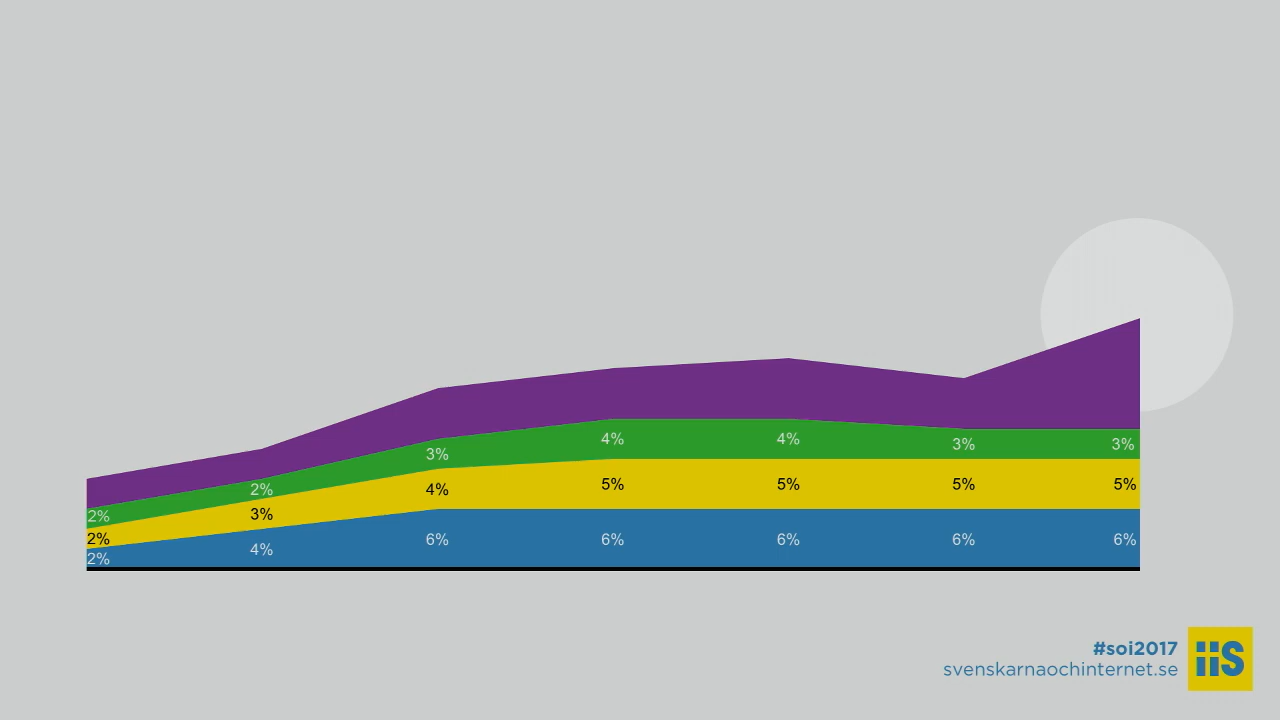 4% 4% 3% 3%
3%
2%
2%
5% 5% 5% 5%
4%
3%
2%
6% 6% 6% 6% 6%
4%
2%
#soi2017
svenskarnaochinternet.se
iiS